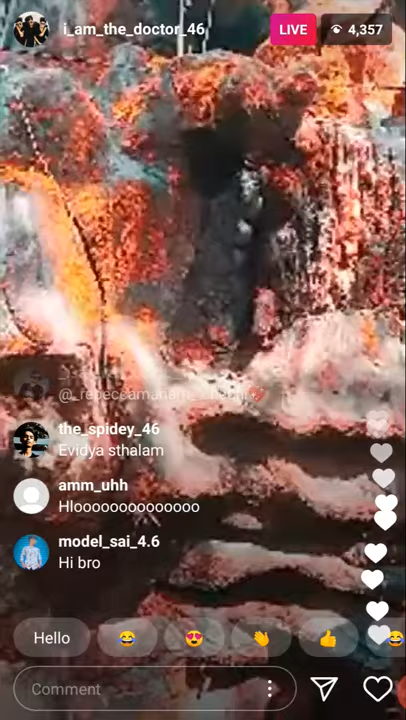 i_am_the_doctor_46
LIVE
4,357
the_spidey_46
Evidya sthalam
amm_uhh
Hloooooooooooooo
model_sai_4.6
Hi bro
Hello
Comment